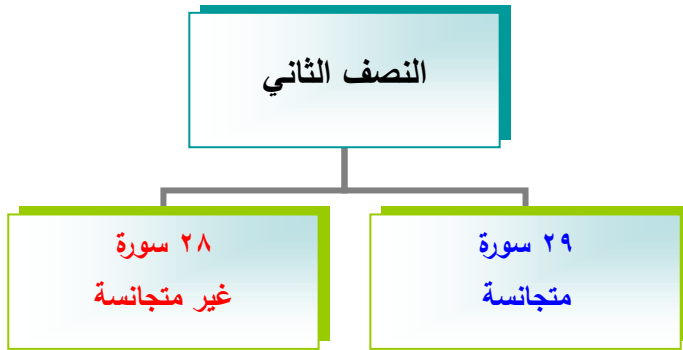 النصف الثاني
٢٩ سورة
متجانسة
٢٨ سورة
غير متجانسة